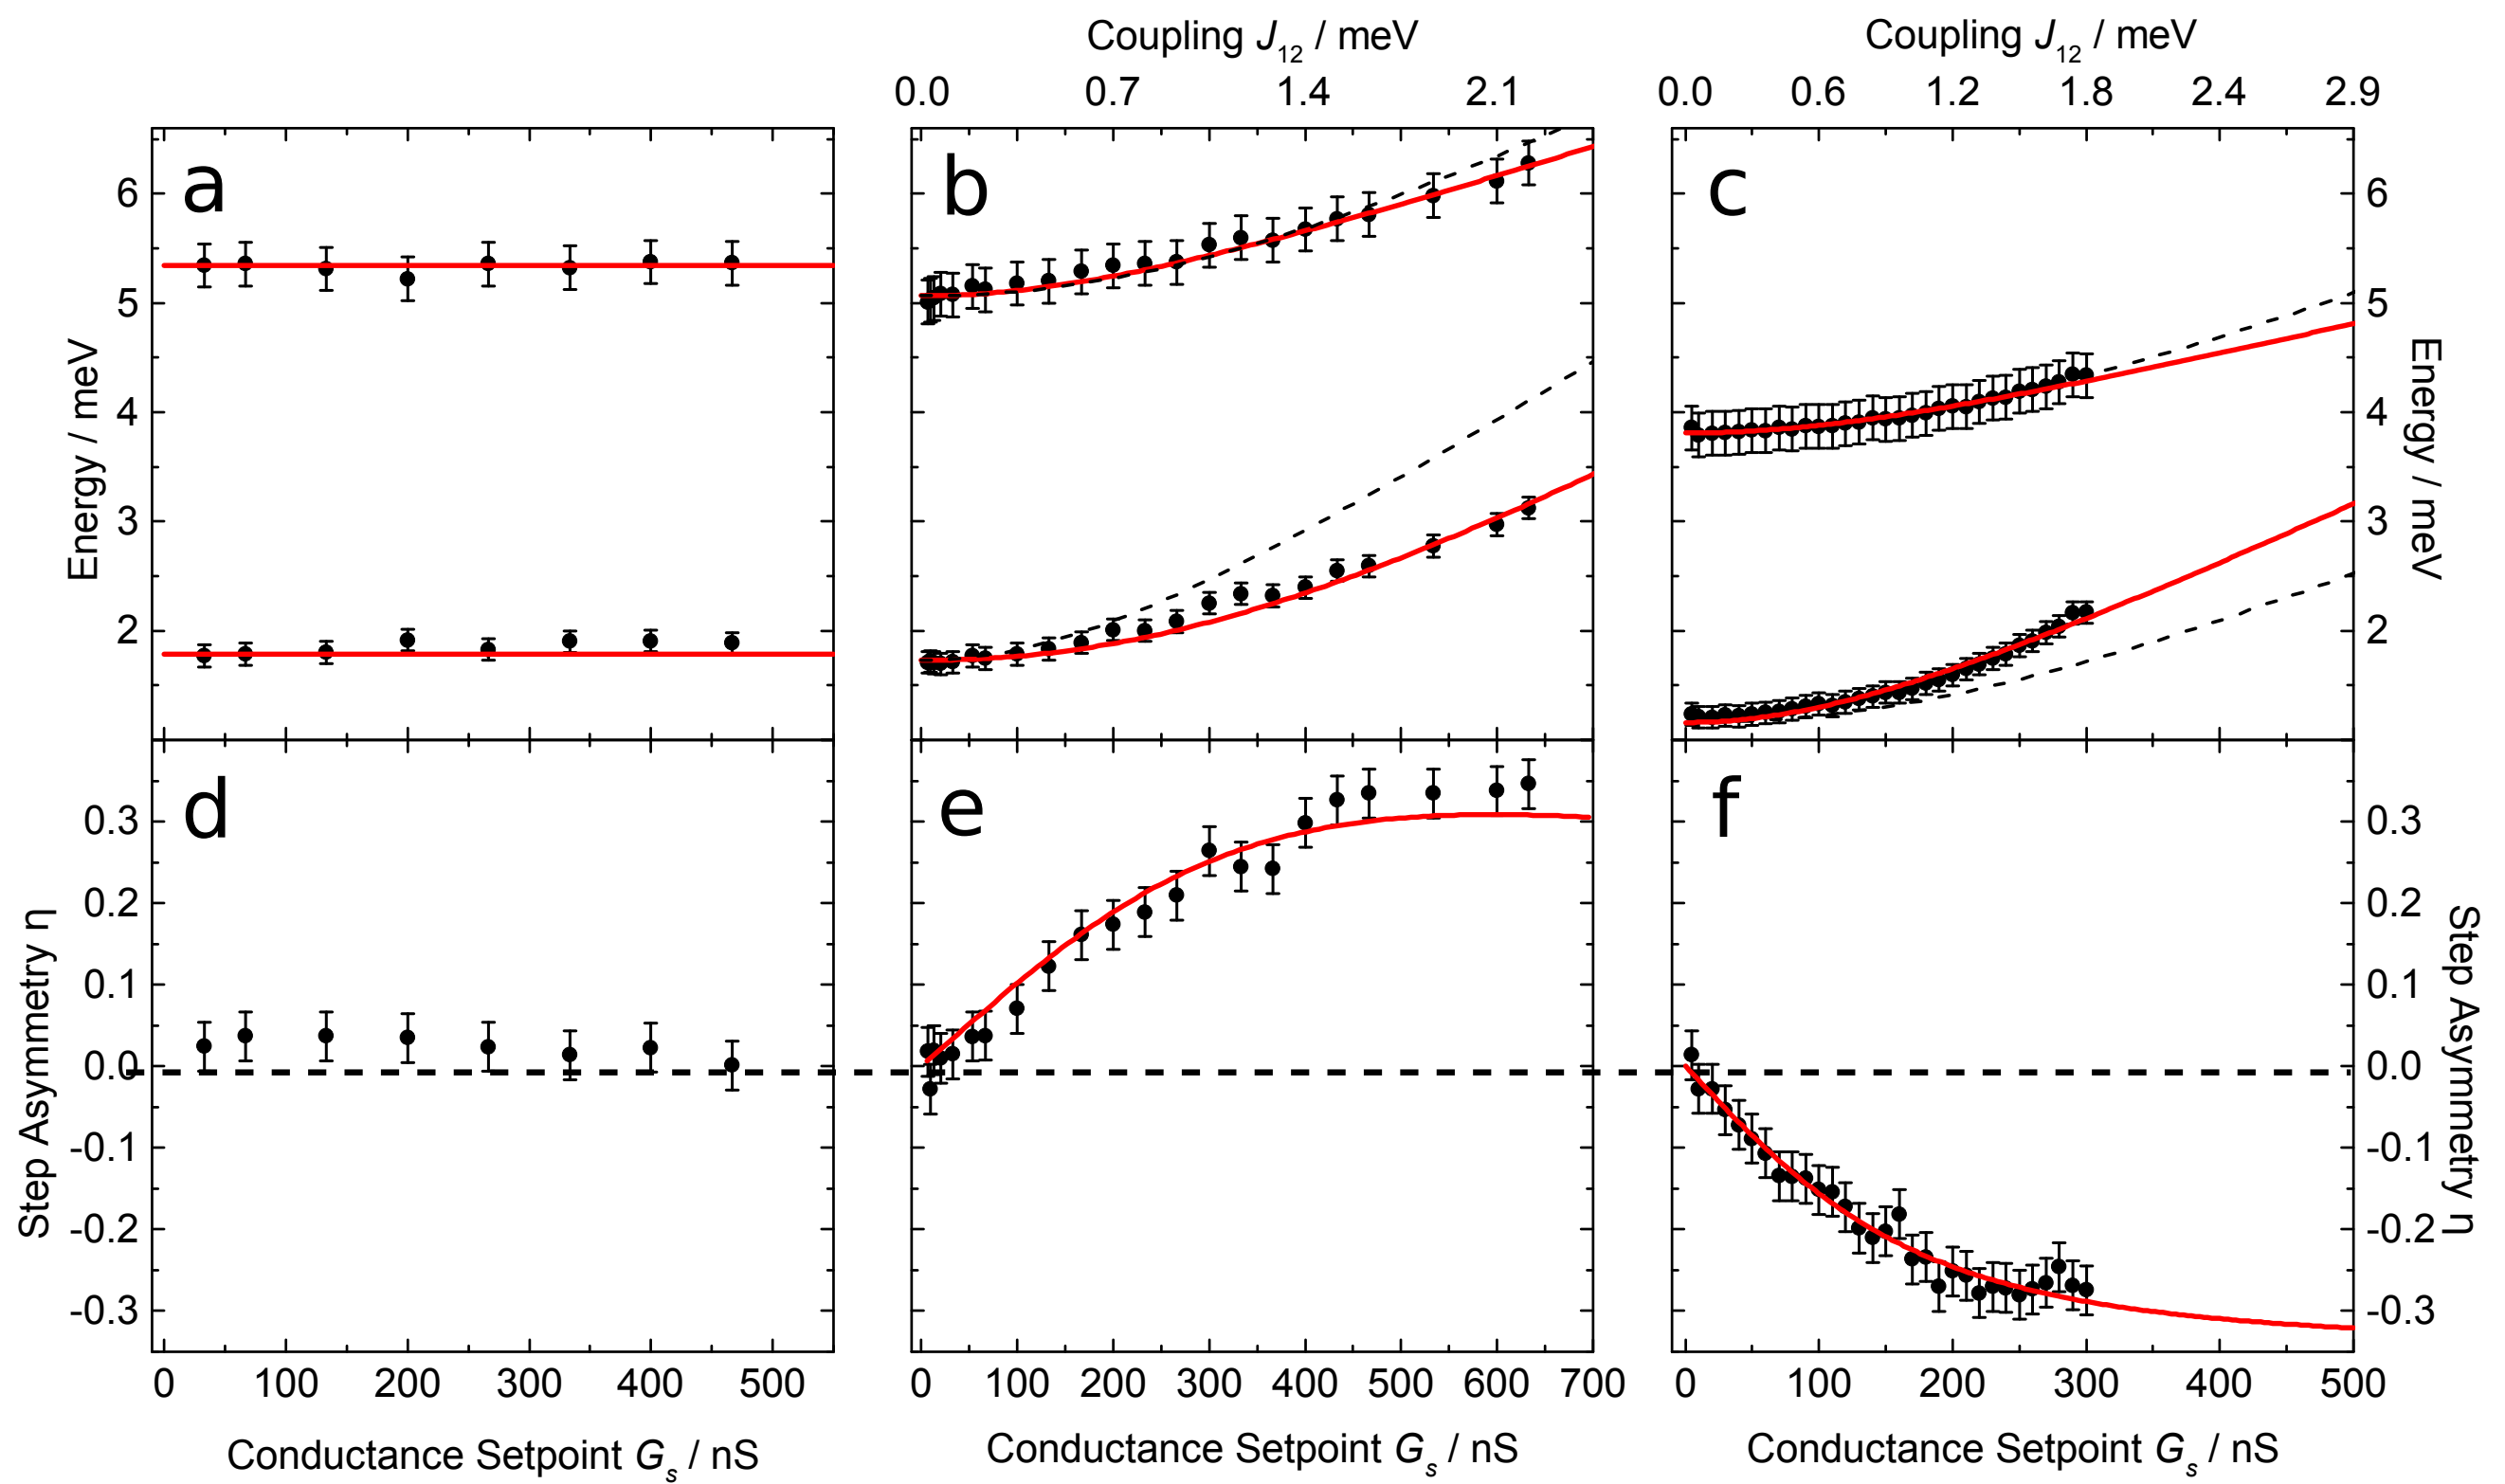 Coupling J12 / meV
Coupling J12 / meV
0.0 0.7 1.4 2.1
0.0 0.6 1.2 1.8 2.4 2.9
a
b
c
6
5
4
3
2
Energy / meV
6
5
4
3
2
Energy / meV
d
e
f
0.3
0.2
0.1
0.0
-0.1
-0.2
-0.3
Step Asymmetry η
0.3
0.2
0.1
0.0
-0.1
-0.2
-0.3
Step Asymmetry η
0 100 200 300 400 500
0 100 200 300 400 500 600 700
0 100 200 300 400 500
Conductance Setpoint Gs / nS
Conductance Setpoint Gs / nS
Conductance Setpoint Gs / nS